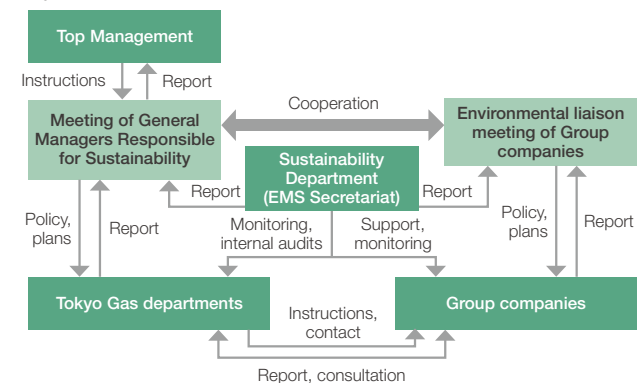 Top Management
Instructions
Report
Cooperation
Meeting of General
Managers Responsible
for Sustainability
Environmental liaison
meeting of Group
companies
Sustainability
Department
(EMS Secretariat)
Report
Report
Policy,
plans
Report
Monitoring,
internal audits
Support,
monitoring
Policy,
plans
Report
Tokyo Gas departments
Group companies
Instructions,
contact
Report, consultation